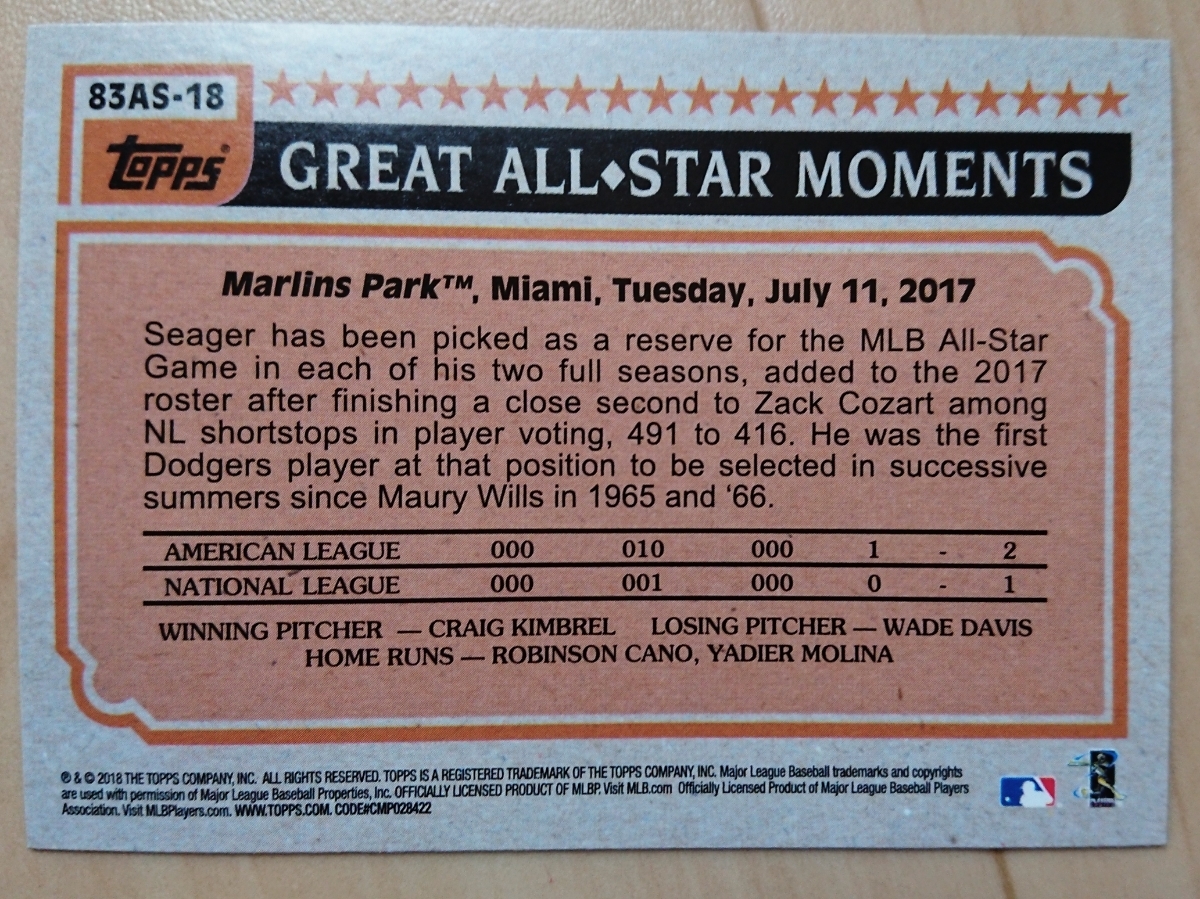 83AS-18
Topps®
GREAT ALL♦STAR MOMENTS
Marlins Park™, Miami, Tuesday, July 11, 2017
Seager has been picked as a reserve for the MLB All-Star
Game in each of his two full seasons, added to the 2017
roster after finishing a close second to Zack Cozart among
NL shortstops in player voting, 491 to 416. He was the first
Dodgers player at that position to be selected in successive
summers since Maury Wills in 1965 and ‘66.
AMERICAN LEAGUE 000 010 000 1 - 2
NATIONAL LEAGUE 000 001 000 0 - 1
WINNING PITCHER — CRAIG KIMBREL LOSING PITCHER — WADE DAVIS
HOME RUNS — ROBINSON CANO, YADIER MOLINA
® & © 2018 THE TOPPS COMPANY, INC. ALL RIGHTS RESERVED. TOPPS IS A REGISTERED TRADEMARK OF THE TOPPS COMPANY, INC. Major League Baseball trademarks and copyrights
are used with permission of Major League Baseball Properties, Inc. OFFICIALLY LICENSED PRODUCT OF MLBP. Visit MLB.com Officially Licensed Product of Major League Baseball Players
Association. Visit MLBPlayers.com. WWW.TOPPS.COM. CODE#CMP028422